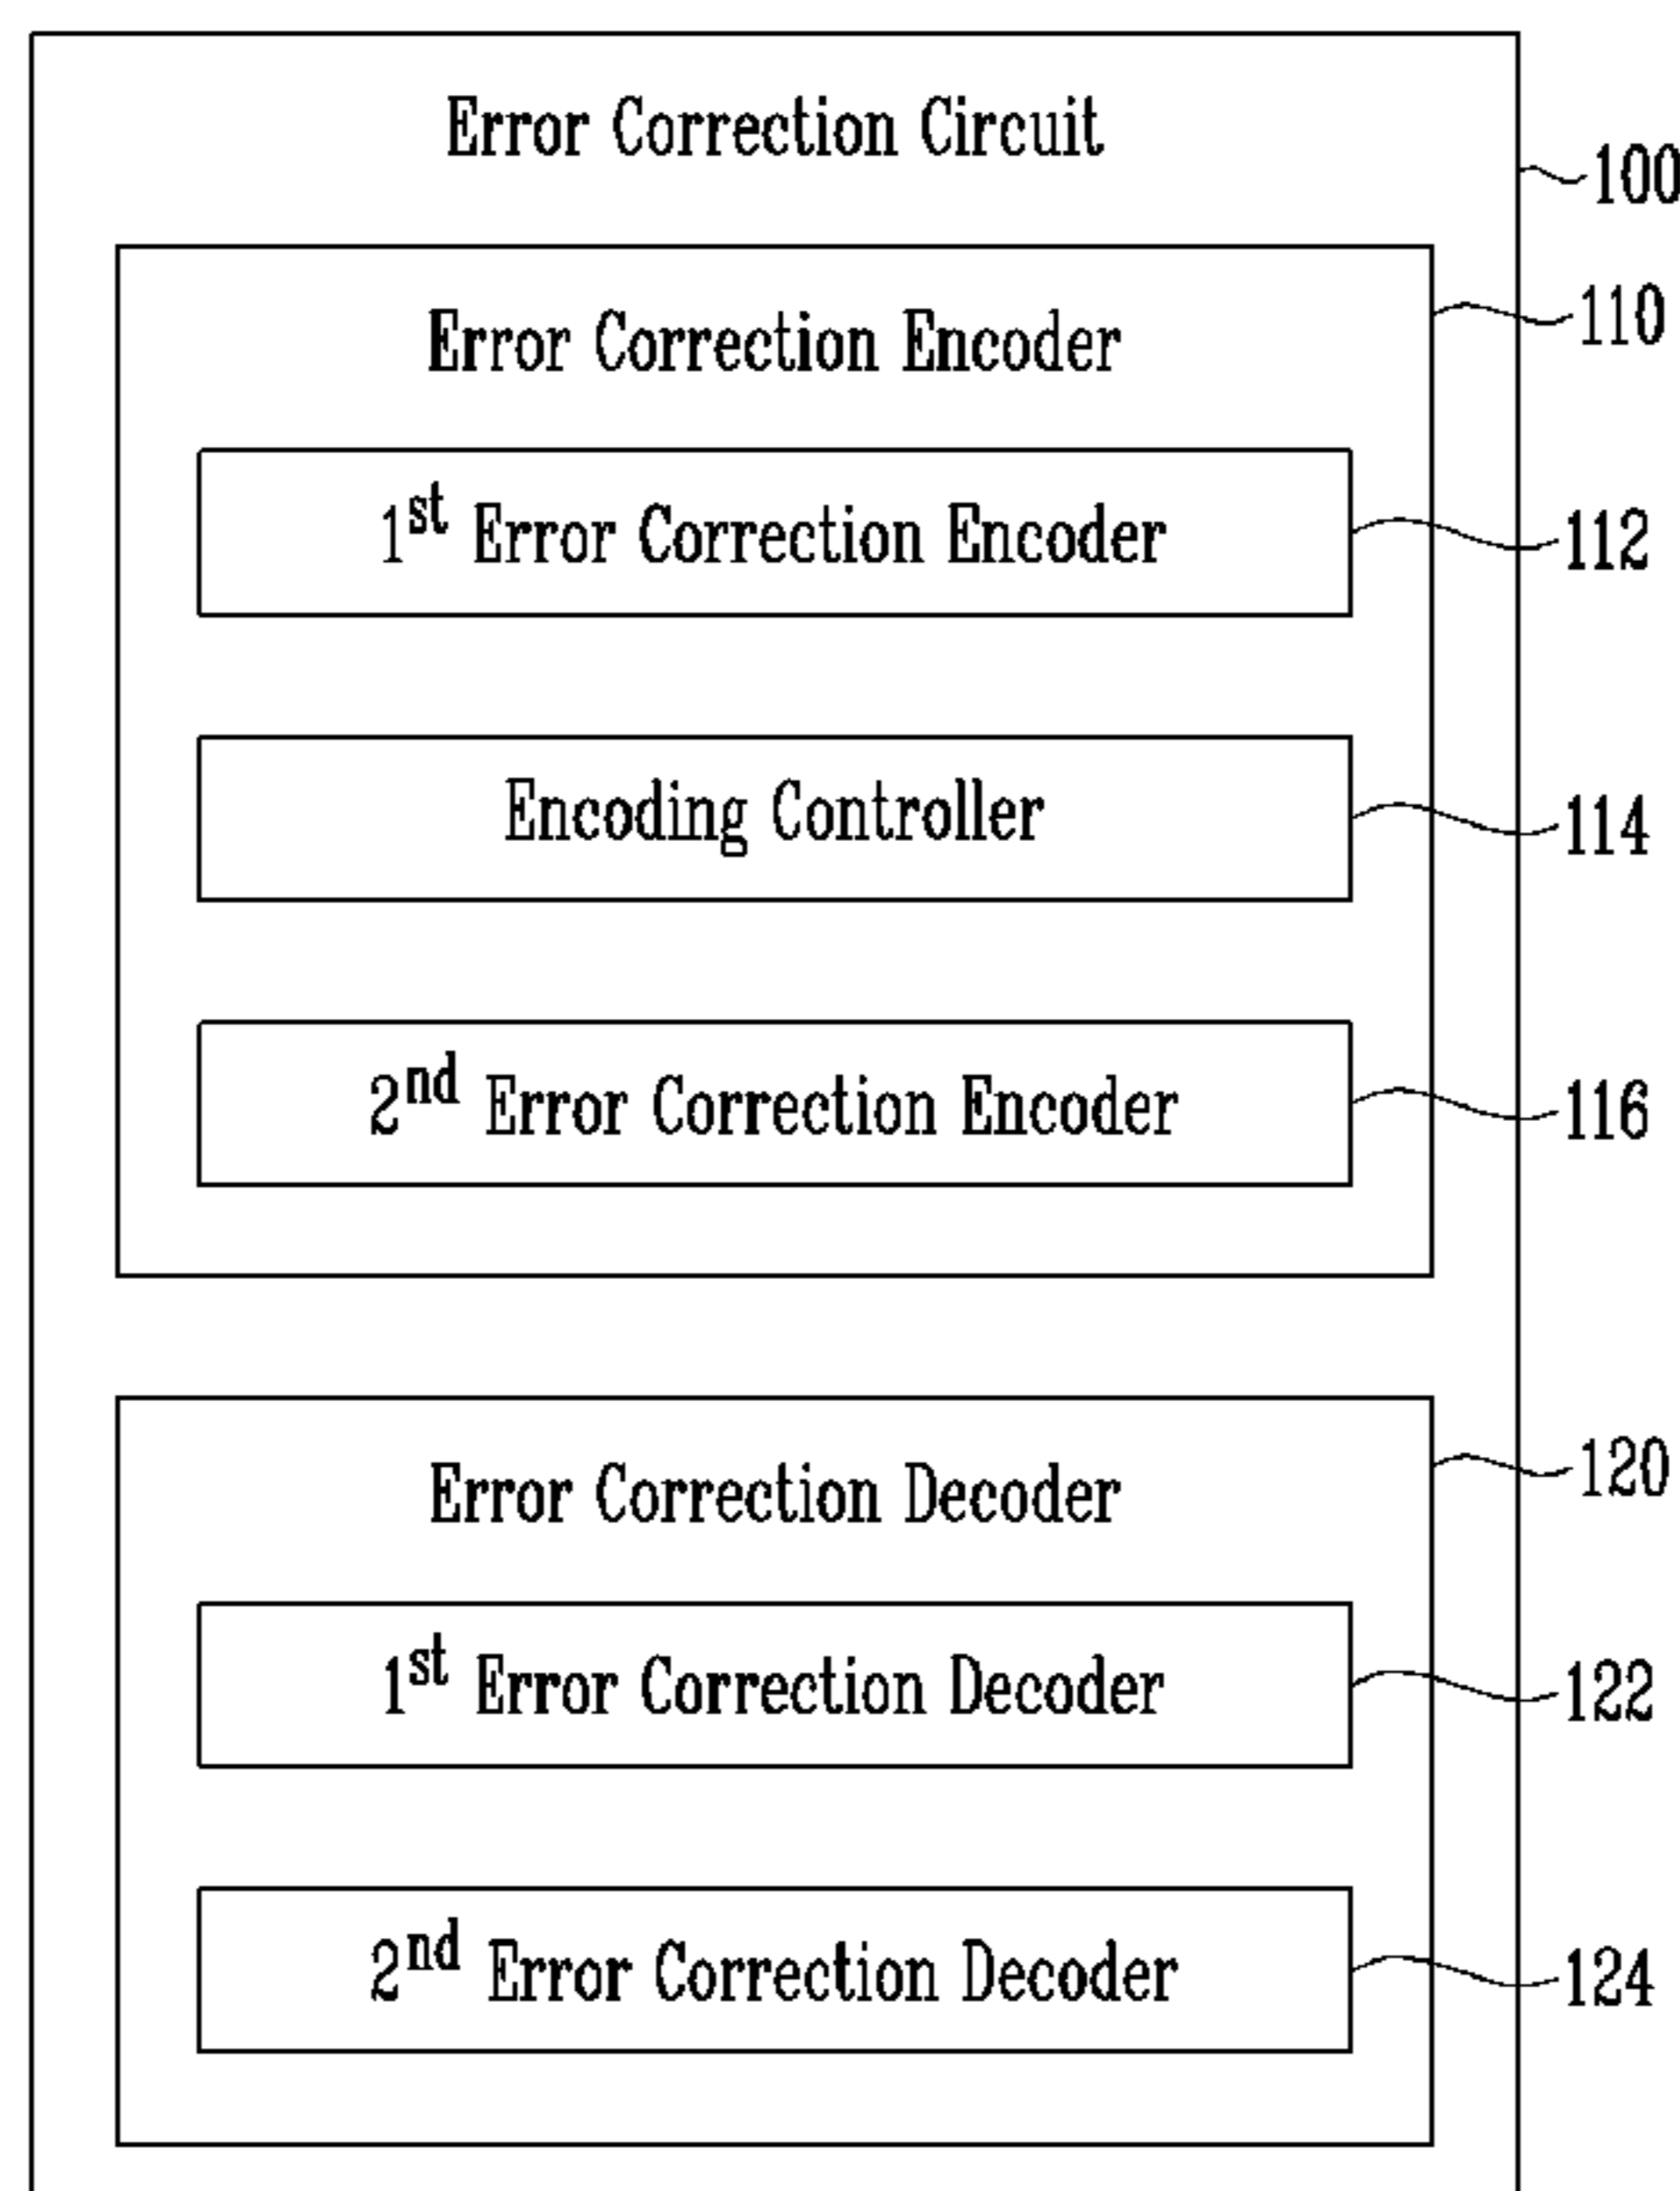 Error Correction Circuit
100
110
Error Correction Encoder
1st Error Correction Encoder
112
Encoding Controller
114
2nd Error Correction Encoder
116
Error Correction Decoder
120
1st Error Correction Decoder
122
2nd Error Correction Decoder
124